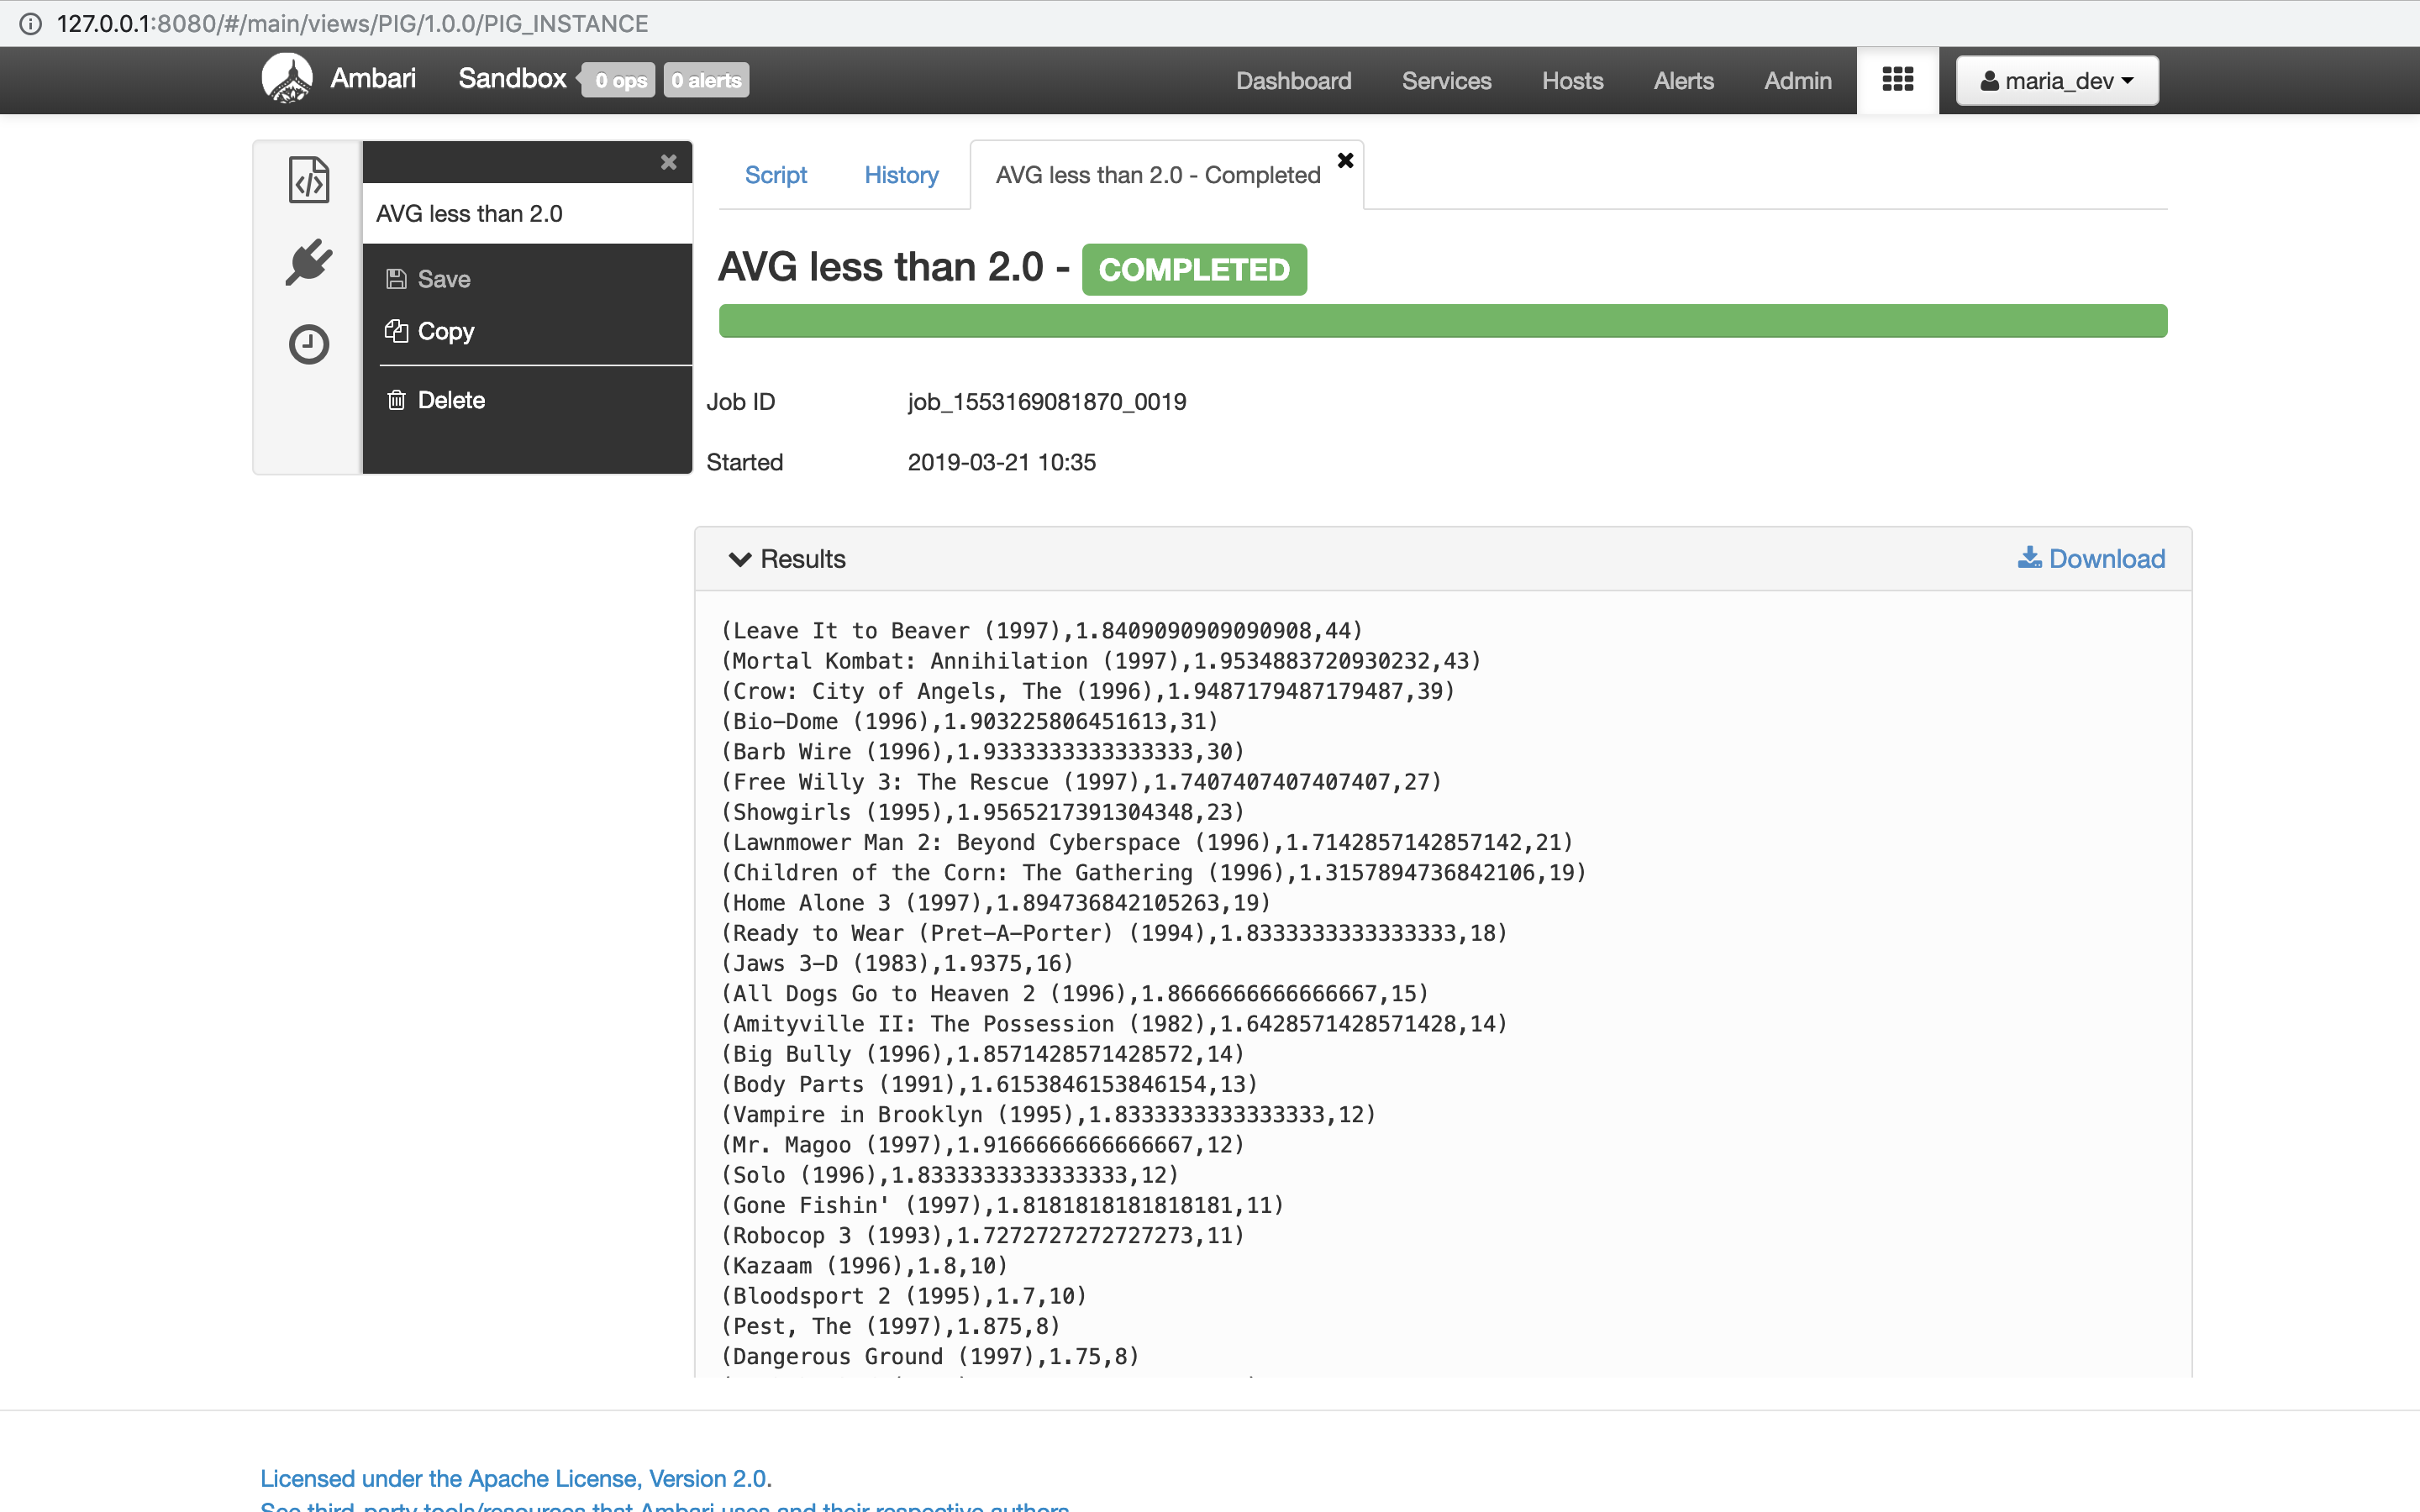 127.0.0.1:8080/#/main/views/PIG/1.0.0/PIG_INSTANCE
Ambari Sandbox 0 ops 0 alerts Dashboard Services Hosts Alerts Admin maria_dev
Script History AVG less than 2.0 - Completed
AVG less than 2.0
Save
Copy
Delete
AVG less than 2.0 - COMPLETED
Job ID job_1553169081870_0019
Started 2019-03-21 10:35
Results Download
(Leave It to Beaver (1997),1.8409090909090908,44)
(Mortal Kombat: Annihilation (1997),1.9534883720930232,43)
(Crow: City of Angels, The (1996),1.9487179487179487,39)
(Bio-Dome (1996),1.903225806451613,31)
(Barb Wire (1996),1.9333333333333333,30)
(Free Willy 3: The Rescue (1997),1.7407407407407407,27)
(Showgirls (1995),1.9565217391304348,23)
(Lawnmower Man 2: Beyond Cyberspace (1996),1.7142857142857142,21)
(Children of the Corn: The Gathering (1996),1.3157894736842106,19)
(Home Alone 3 (1997),1.894736842105263,19)
(Ready to Wear (Pret-A-Porter) (1994),1.8333333333333333,18)
(Jaws 3-D (1983),1.9375,16)
(All Dogs Go to Heaven 2 (1996),1.8666666666666667,15)
(Amityville II: The Possession (1982),1.6428571428571428,14)
(Big Bully (1996),1.8571428571428572,14)
(Body Parts (1991),1.6153846153846154,13)
(Vampire in Brooklyn (1995),1.8333333333333333,12)
(Mr. Magoo (1997),1.9166666666666667,12)
(Solo (1996),1.8333333333333333,12)
(Gone Fishin' (1997),1.8181818181818181,11)
(Robocop 3 (1993),1.7272727272727273,11)
(Kazaam (1996),1.8,10)
(Bloodsport 2 (1995),1.7,10)
(Pest, The (1997),1.875,8)
(Dangerous Ground (1997),1.75,8)
Licensed under the Apache License, Version 2.0.
See third-party tools/resources that Ambari uses and their respective authors